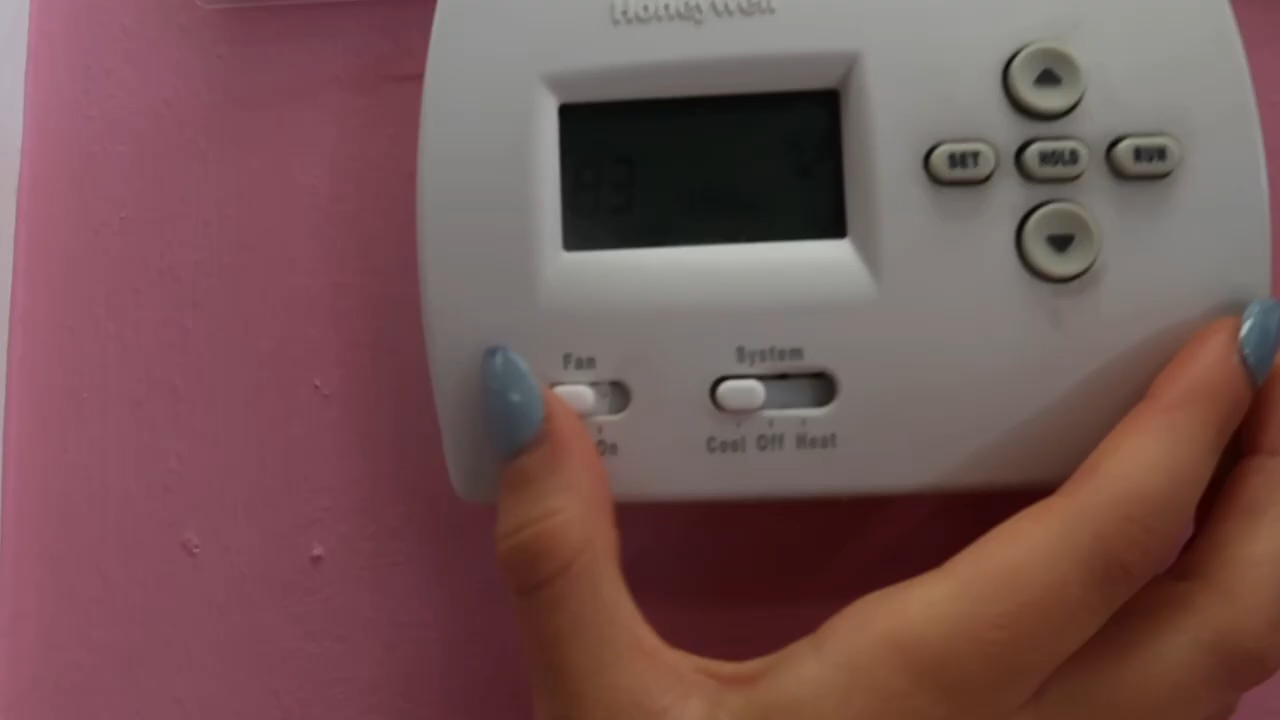 Honeywell
SET HOLD RUN
Fan
System
On
Cool Off Heat